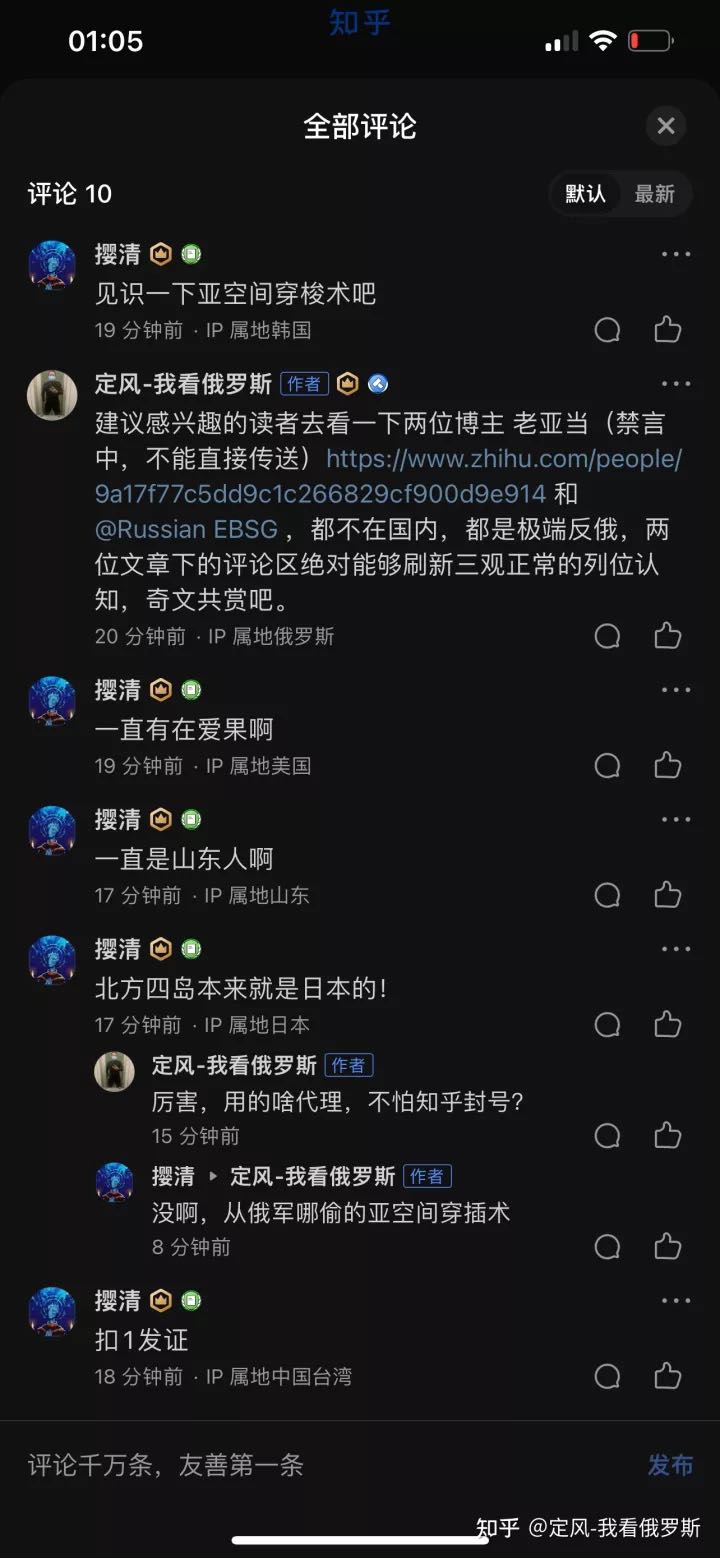 知乎
01:05
全部评论
评论 10
默认 最新
撄清
见识一下亚空间穿梭术吧
19 分钟前 · IP 属地韩国
定风-我看俄罗斯 作者
建议感兴趣的读者去看一下两位博主 老亚当（禁言
中，不能直接传送）https://www.zhihu.com/people/
9a17f77c5dd9c1c266829cf900d9e914 和
@Russian EBSG ，都不在国内，都是极端反俄，两
位文章下的评论区绝对能够刷新三观正常的列位认
知，奇文共赏吧。
20 分钟前 · IP 属地俄罗斯
撄清
一直有在爱果啊
19 分钟前 · IP 属地美国
撄清
一直是山东人啊
17 分钟前 · IP 属地山东
撄清
北方四岛本来就是日本的！
17 分钟前 · IP 属地日本
定风-我看俄罗斯 作者
厉害，用的啥代理，不怕知乎封号？
15 分钟前
撄清 ▸ 定风-我看俄罗斯 作者
没啊，从俄军哪偷的亚空间穿插术
8 分钟前
撄清
扣1发证
18 分钟前 · IP 属地中国台湾
评论千万条，友善第一条
发布
知乎 @定风-我看俄罗斯